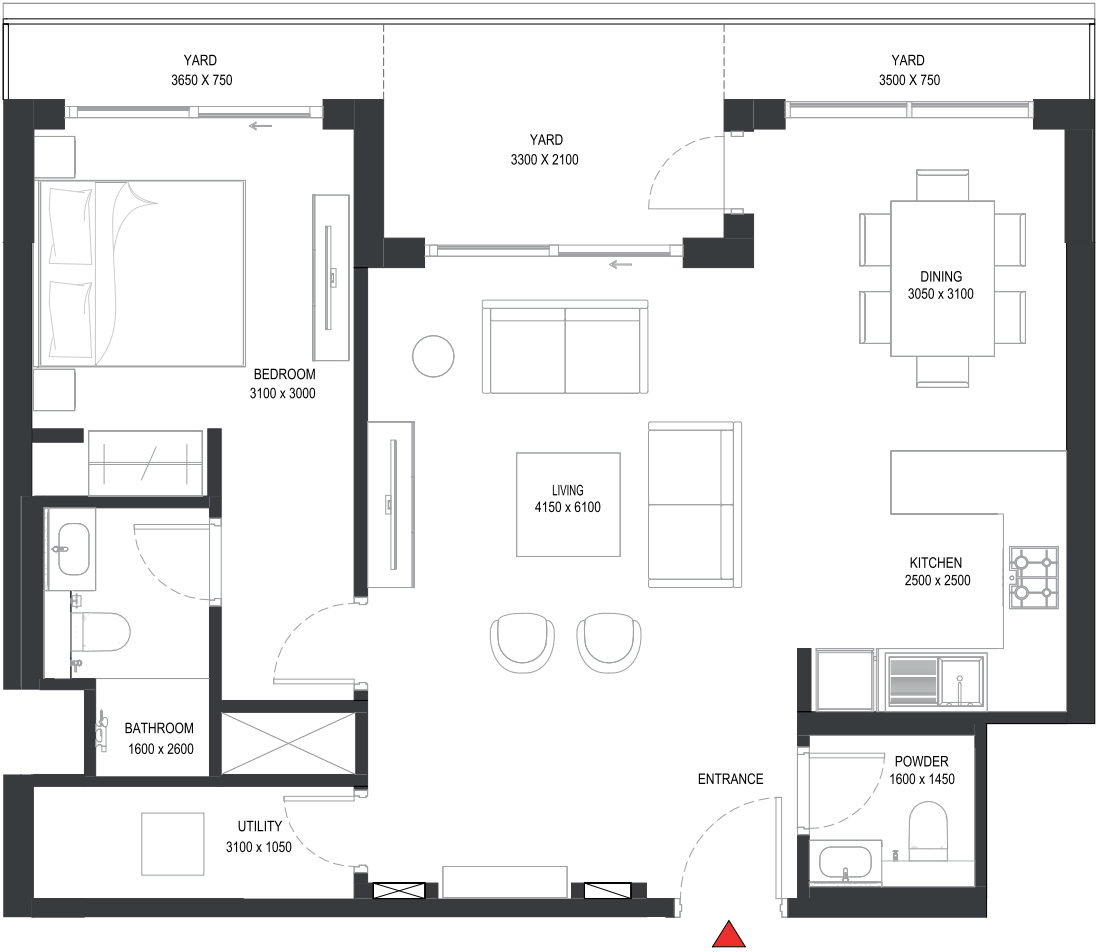 YARD
3650 X 750
YARD
3500 X 750
YARD
3300 X 2100
DINING
3050 x 3100
BEDROOM
3100 x 3000
LIVING
4150 x 6100
KITCHEN
2500 x 2500
BATHROOM
1600 x 2600
ENTRANCE
POWDER
1600 x 1450
UTILITY
3100 x 1050